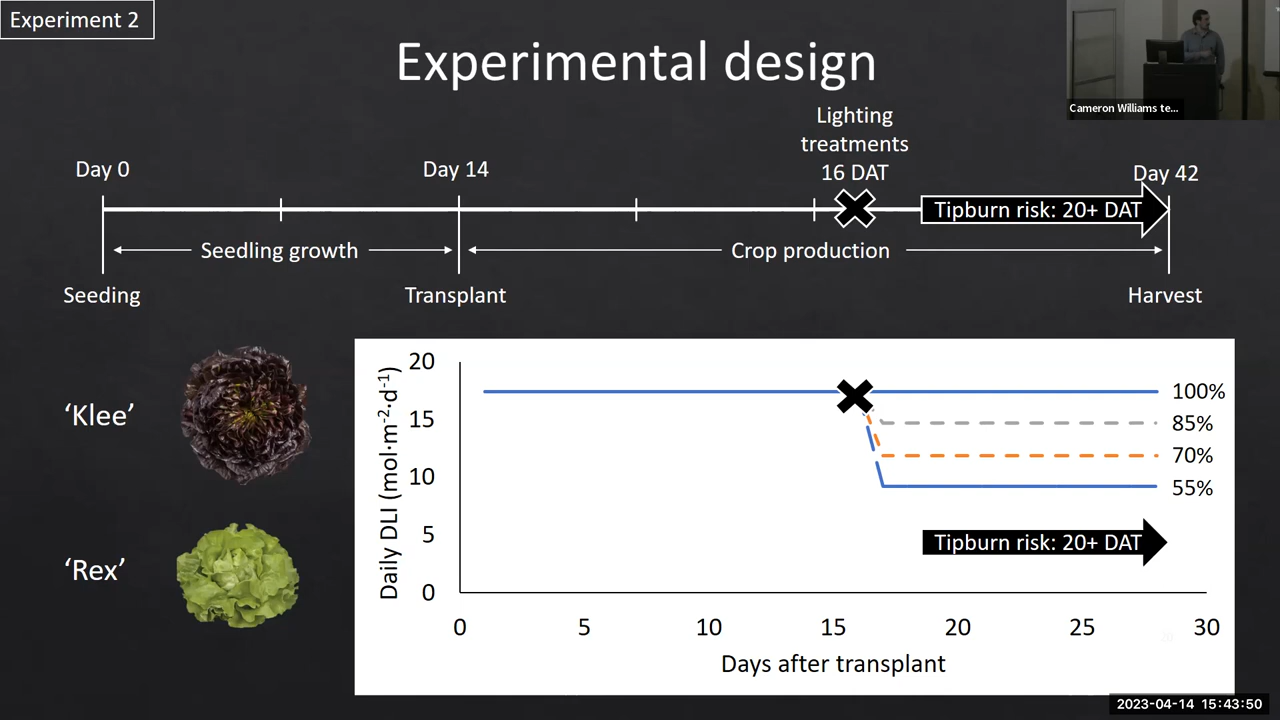 Experiment 2
Experimental design
Cameron Williams te...
Lighting
treatments
16 DAT
Day 0
Day 14
Day 42
Tipburn risk: 20+ DAT
Seedling growth
Crop production
Seeding
Transplant
Harvest
‘Klee’
‘Rex’
Daily DLI (mol·m⁻²·d⁻¹)
20
15
10
5
0
100%
85%
70%
55%
Tipburn risk: 20+ DAT
0 5 10 15 20 25 30
Days after transplant
20
2023-04-14 15:43:50